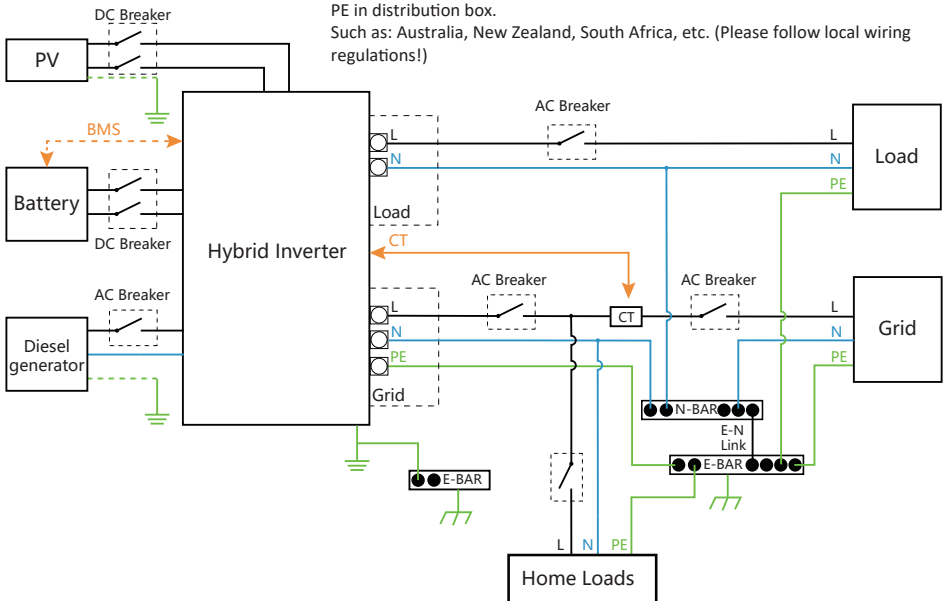 PE in distribution box.
Such as: Australia, New Zealand, South Africa, etc. (Please follow local wiring
regulations!)
DC Breaker
PV
BMS
Battery
DC Breaker
AC Breaker
Diesel
generator
Hybrid Inverter
L
N
Load
CT
L
N
PE
Grid
AC Breaker
L
N
PE
Load
AC Breaker
CT
AC Breaker
L
N
PE
Grid
N-BAR
E-N
Link
E-BAR
E-BAR
L
N
PE
Home Loads